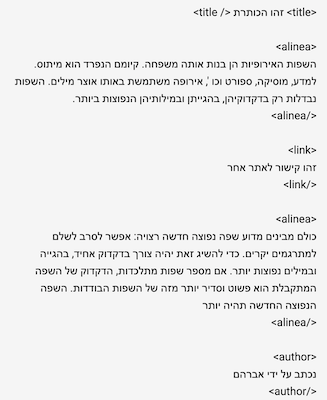 <title> זהו הכותרת </ title>
<alinea>
השפות האירופיות הן בנות אותה משפחה. קיומם הנפרד הוא מיתוס.
למדע, מוסיקה, ספורט וכו ', אירופה משתמשת באותו אוצר מילים. השפות
נבדלות רק בדקדוקיהן, בהגייתן ובמילותיהן הנפוצות ביותר.
</alinea>
<link>
זהו קישור לאתר אחר
</link>
<alinea>
כולם מבינים מדוע שפה נפוצה חדשה רצויה: אפשר לסרב לשלם
למתרגמים יקרים. כדי להשיג זאת יהיה צורך בדקדוק אחיד, בהגייה
ובמילים נפוצות יותר. אם מספר שפות מתלכדות, הדקדוק של השפה
המתקבלת הוא פשוט וסדיר יותר מזה של השפות הבודדות. השפה
הנפוצה החדשה תהיה יותר
</alinea>
<author>
נכתב על ידי אברהם
</author>